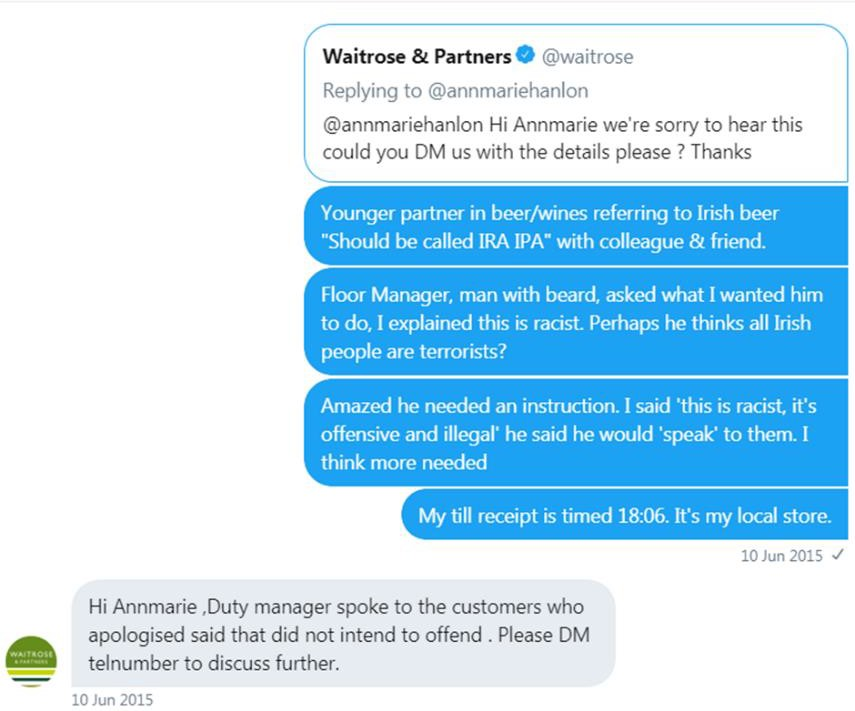 Waitrose & Partners @waitrose
Replying to @annmariehanlon
@annmariehanlon Hi Annmarie we're sorry to hear this
could you DM us with the details please ? Thanks
Younger partner in beer/wines referring to Irish beer
"Should be called IRA IPA" with colleague & friend.
Floor Manager, man with beard, asked what I wanted him
to do, I explained this is racist. Perhaps he thinks all Irish
people are terrorists?
Amazed he needed an instruction. I said 'this is racist, it's
offensive and illegal' he said he would 'speak' to them. I
think more needed
My till receipt is timed 18:06. It's my local store.
10 Jun 2015
Hi Annmarie ,Duty manager spoke to the customers who
apologised said that did not intend to offend . Please DM
telnumber to discuss further.
WAITROSE
& PARTNERS
10 Jun 2015